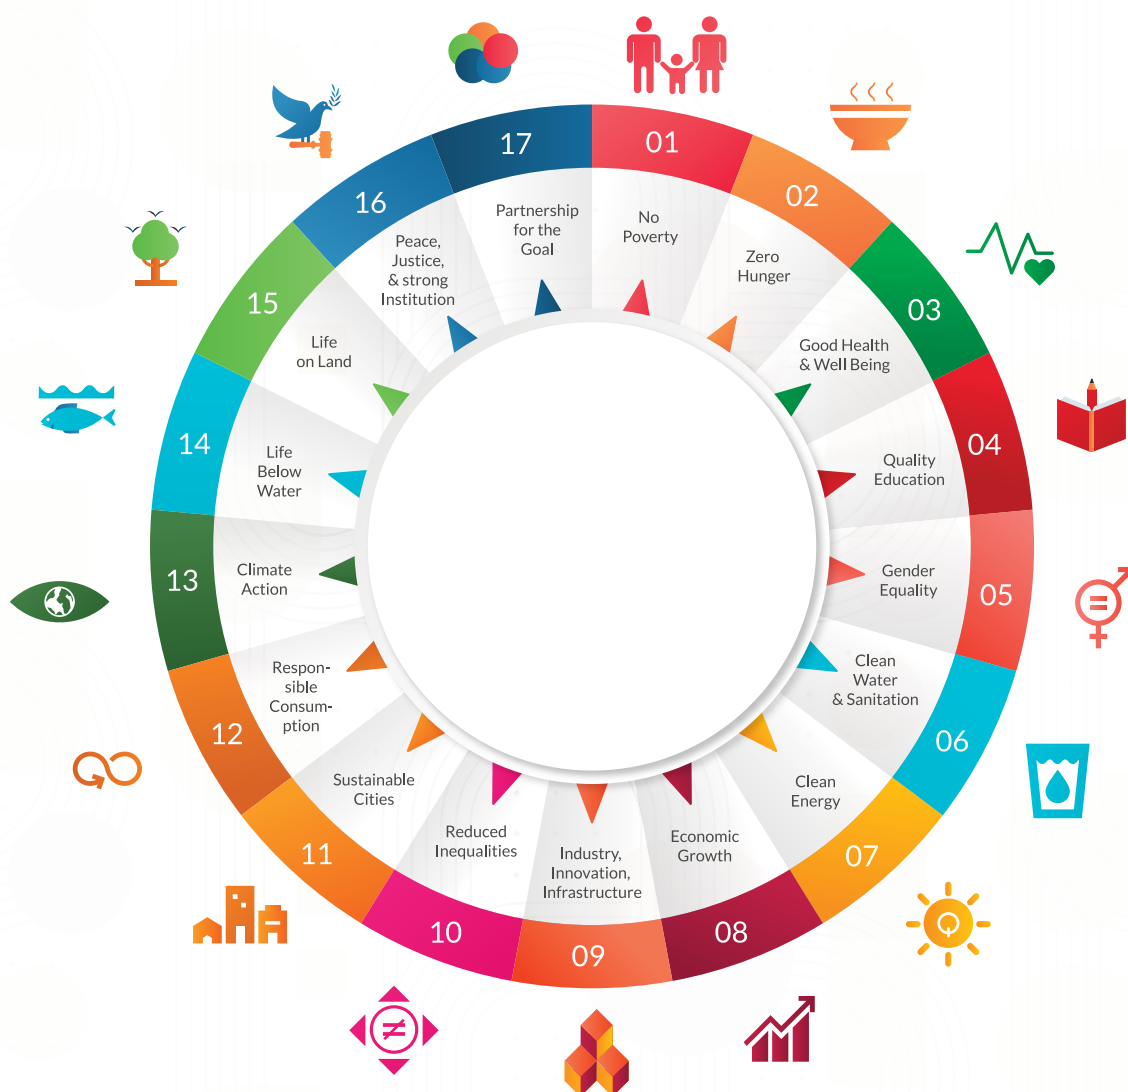 01
No
Poverty
02
Zero
Hunger
03
Good Health
& Well Being
04
Quality
Education
05
Gender
Equality
06
Clean
Water
& Sanitation
07
Clean
Energy
08
Economic
Growth
09
Industry,
Innovation,
Infrastructure
10
Reduced
Inequalities
11
Sustainable
Cities
12
Respon-
sible
Consum-
ption
13
Climate
Action
14
Life
Below
Water
15
Life
on Land
16
Peace,
Justice,
& strong
Institution
17
Partnership
for the
Goal